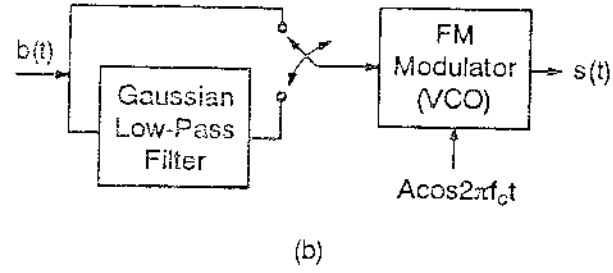 b(t)
Gaussian
Low-Pass
Filter
FM
Modulator
(VCO)
s(t)
Acos2πf_ct
(b)